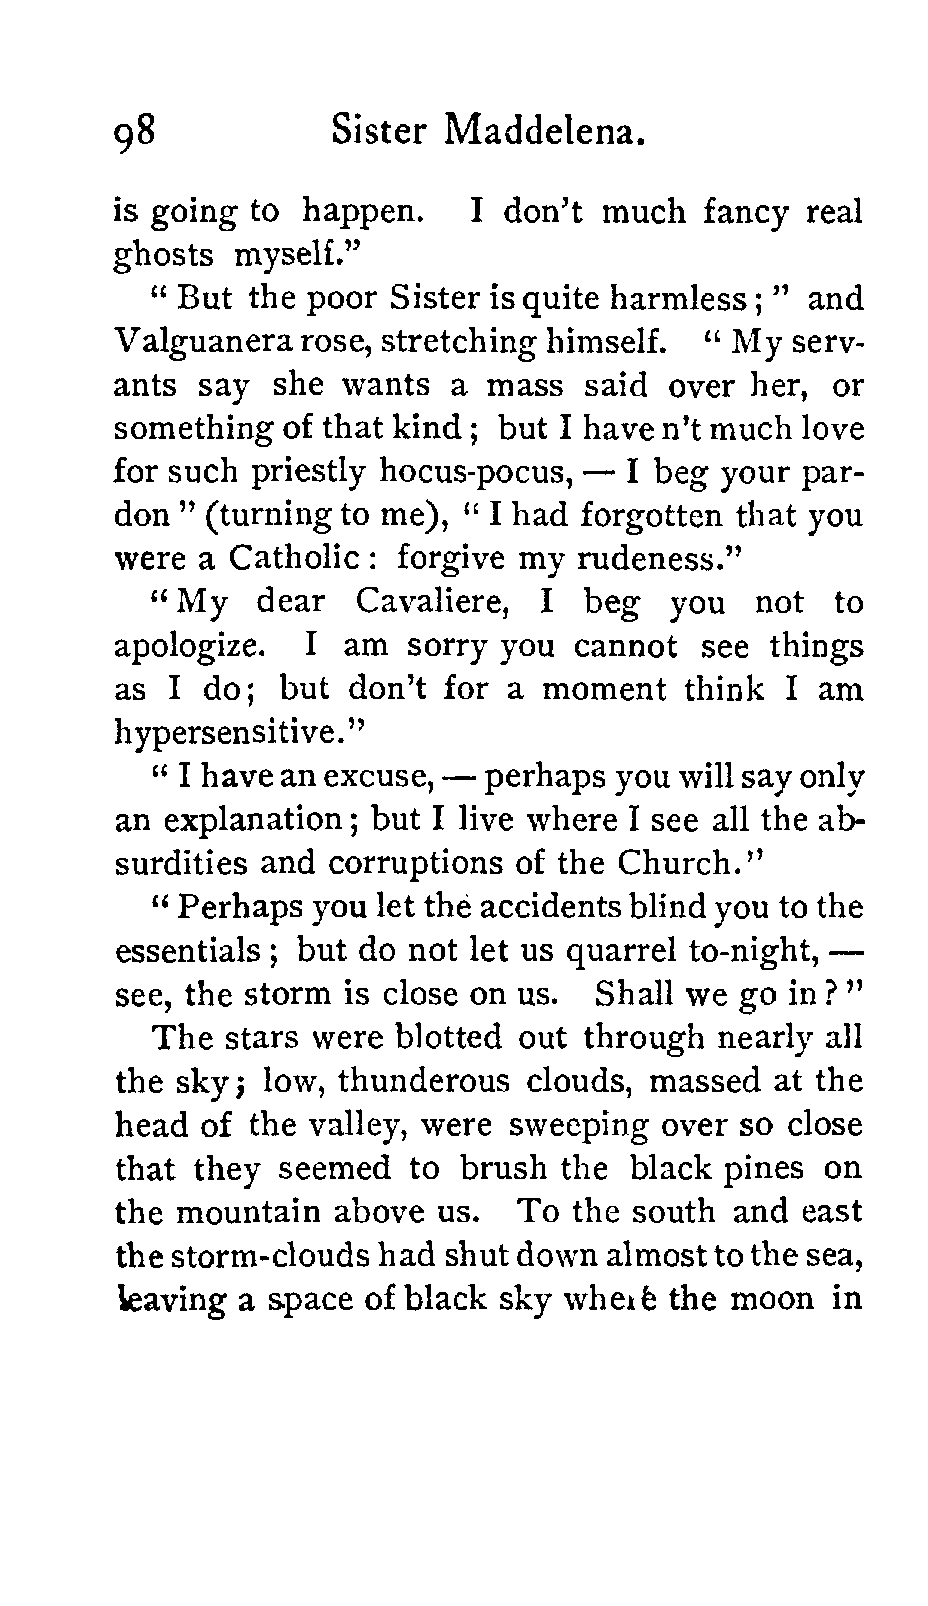 98 Sister Maddelena.
is going to happen. I don't much fancy real
ghosts myself."
" But the poor Sister is quite harmless ; " and
Valguanera rose, stretching himself. " My serv-
ants say she wants a mass said over her, or
something of that kind ; but I have n't much love
for such priestly hocus-pocus, — I beg your par-
don " (turning to me), " I had forgotten that you
were a Catholic : forgive my rudeness."
" My dear Cavaliere, I beg you not to
apologize. I am sorry you cannot see things
as I do ; but don't for a moment think I am
hypersensitive."
" I have an excuse, — perhaps you will say only
an explanation ; but I live where I see all the ab-
surdities and corruptions of the Church."
" Perhaps you let the accidents blind you to the
essentials ; but do not let us quarrel to-night, —
see, the storm is close on us. Shall we go in ? "
The stars were blotted out through nearly all
the sky ; low, thunderous clouds, massed at the
head of the valley, were sweeping over so close
that they seemed to brush the black pines on
the mountain above us. To the south and east
the storm-clouds had shut down almost to the sea,
leaving a space of black sky where the moon in